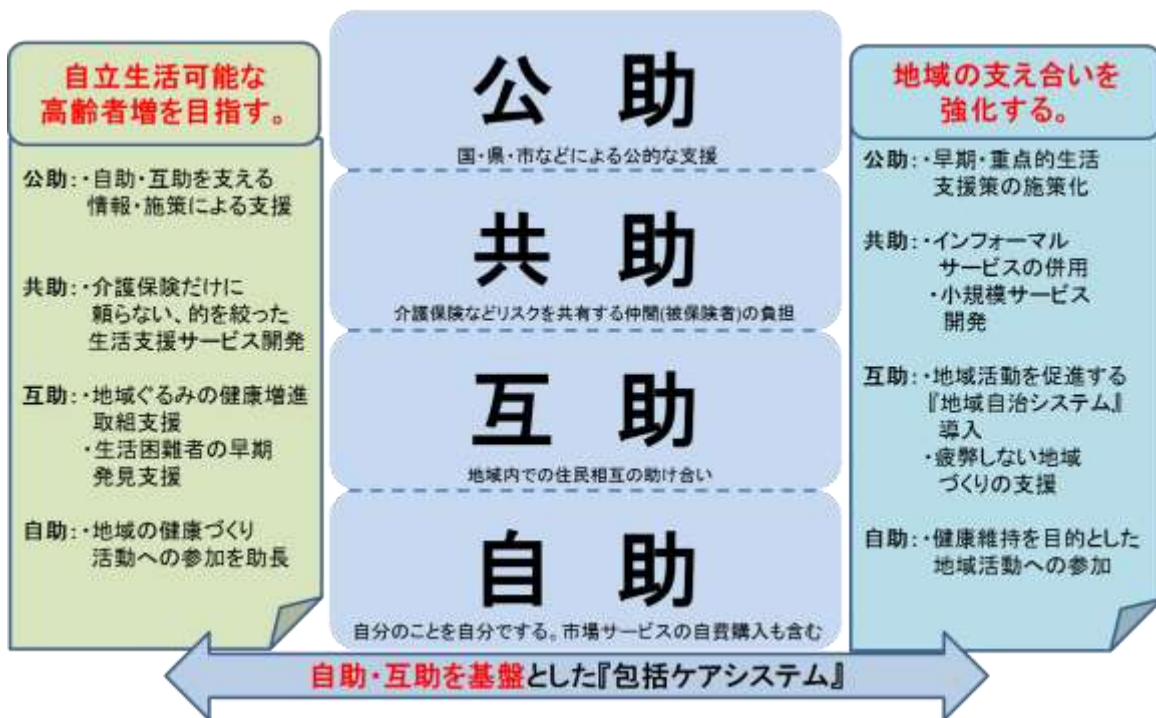 自立生活可能な
高齢者増を目指す。
公助:・自助・互助を支える
情報・施策による支援
共助:・介護保険だけに
頼らない、的を絞った
生活支援サービス開発
互助:・地域ぐるみの健康増進
取組支援
・生活困難者の早期
発見支援
自助:・地域の健康づくり
活動への参加を助長
公助
国・県・市などによる公的な支援
共助
介護保険などリスクを共有する仲間(被保険者)の負担
互助
地域内での住民相互の助け合い
自助
自分のことを自分でする。市場サービスの自費購入も含む
地域の支え合いを
強化する。
公助:・早期・重点的生活
支援策の施策化
共助:・インフォーマル
サービスの併用
・小規模サービス
開発
互助:・地域活動を促進する
『地域自治システム』
導入
・疲弊しない地域
づくりの支援
自助:・健康維持を目的とした
地域活動への参加
自助・互助を基盤とした『包括ケアシステム』